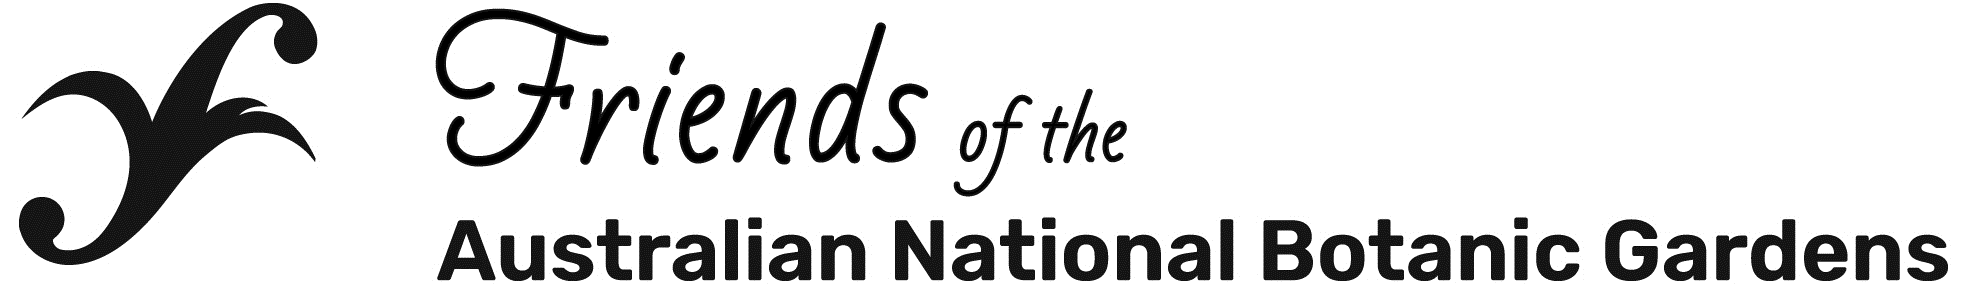 Friends of the
Australian National Botanic Gardens